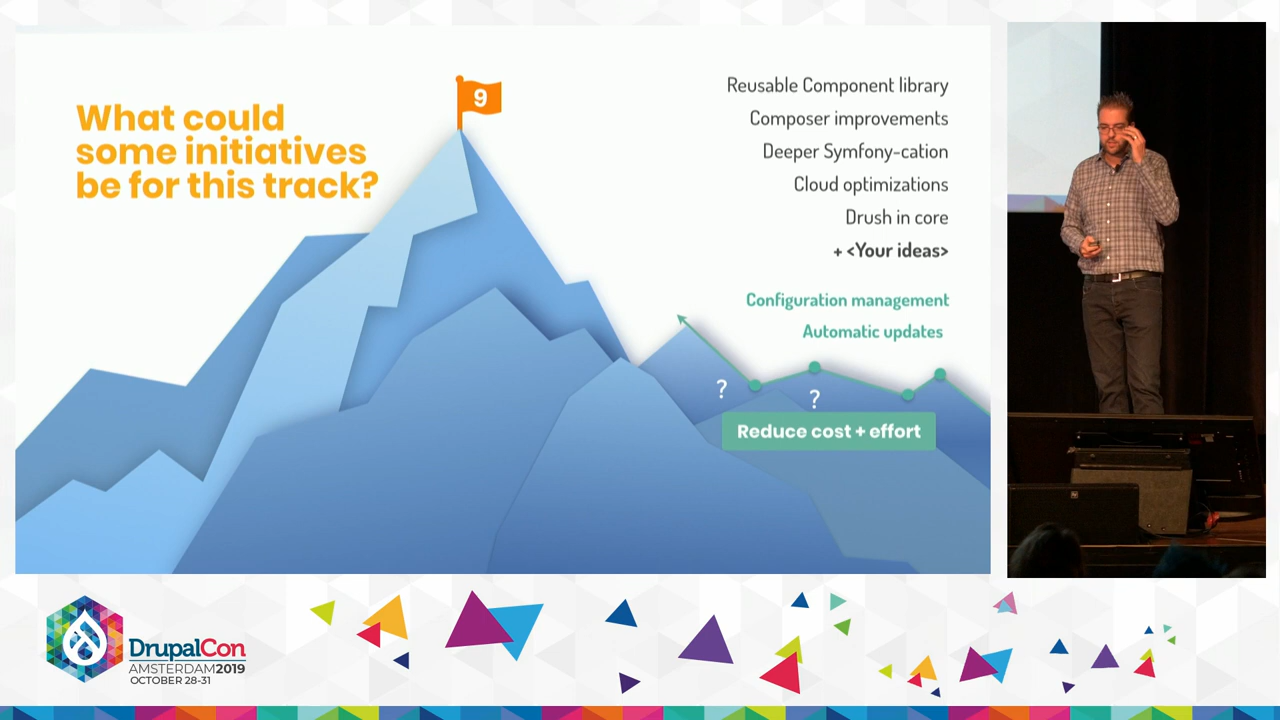 What could
some initiatives
be for this track?
9
Reusable Component library
Composer improvements
Deeper Symfony-cation
Cloud optimizations
Drush in core
+ <Your ideas>
Configuration management
Automatic updates
?
?
Reduce cost + effort
DrupalCon
AMSTERDAM2019
OCTOBER 28-31